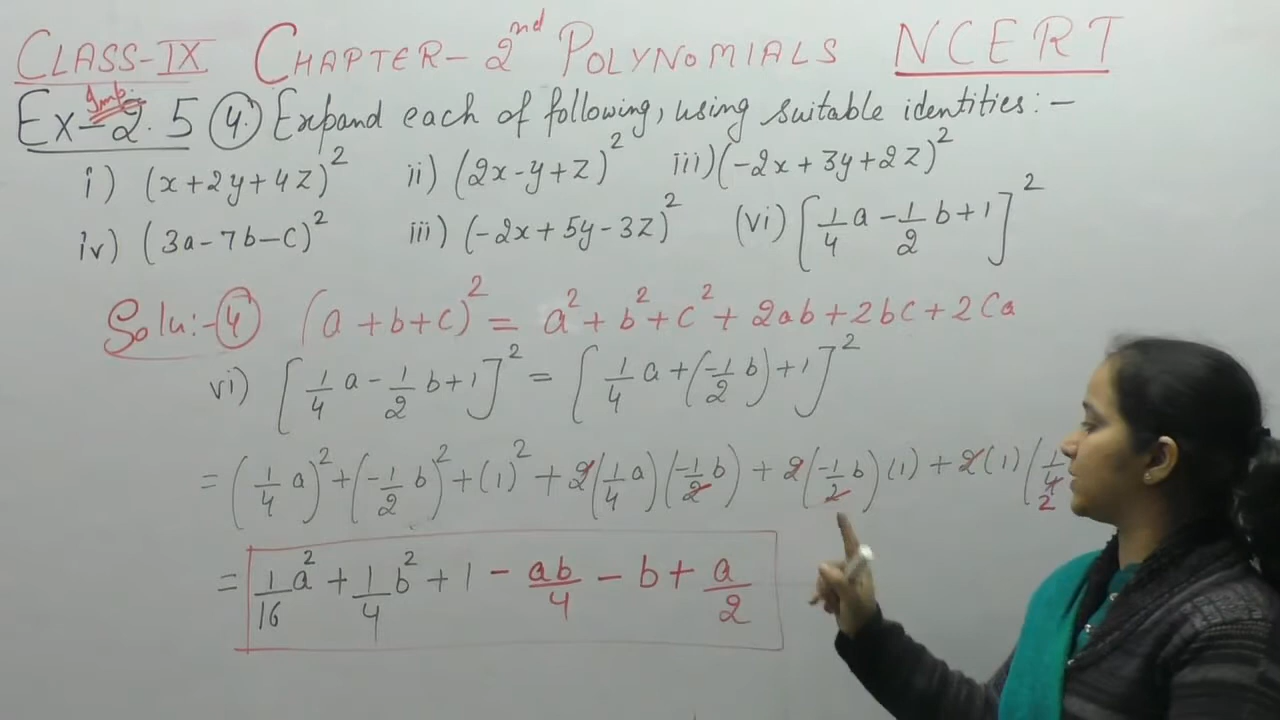 CLASS-IX CHAPTER-2nd POLYNOMIALS NCERT
Imb.
Ex-2.5 (4.) Expand each of following, using suitable identities:-
i) (x+2y+4z)² ii) (2x-y+z)² iii) (-2x+3y+2z)²
iv) (3a-7b-c)² iii) (-2x+5y-3z)² (vi) [1/4 a - 1/2 b+1]²
Solu:-(4) (a+b+c)² = a²+b²+c²+2ab+2bc+2ca
vi) [1/4 a - 1/2 b+1]² = [1/4 a+(-1/2 b)+1]²
= (1/4 a)²+(-1/2 b)²+(1)²+2(1/4 a)(-1/2 b)+2(-1/2 b)(1)+2(1)(1/4
2
= 1/16 a²+1/4 b²+1-ab/4-b+a/2